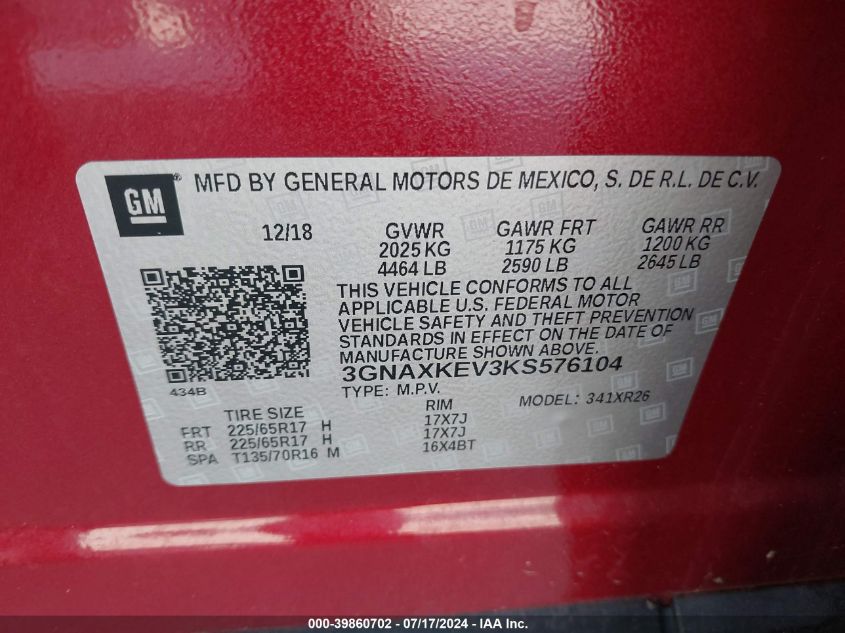 GM ® MFD BY GENERAL MOTORS DE MEXICO, S. DE R.L. DE C.V.
12/18 GVWR GAWR FRT GAWR RR
2025 KG 1175 KG 1200 KG
4464 LB 2590 LB 2645 LB
THIS VEHICLE CONFORMS TO ALL
APPLICABLE U.S. FEDERAL MOTOR
VEHICLE SAFETY AND THEFT PREVENTION
STANDARDS IN EFFECT ON THE DATE OF
MANUFACTURE SHOWN ABOVE.
3GNAXKEV3KS576104
434B TYPE: M.P.V. MODEL: 341XR26
TIRE SIZE RIM
FRT 225/65R17 H 17X7J
RR 225/65R17 H 17X7J
SPA T135/70R16 M 16X4BT
000-39860702 - 07/17/2024 - IAAI.com